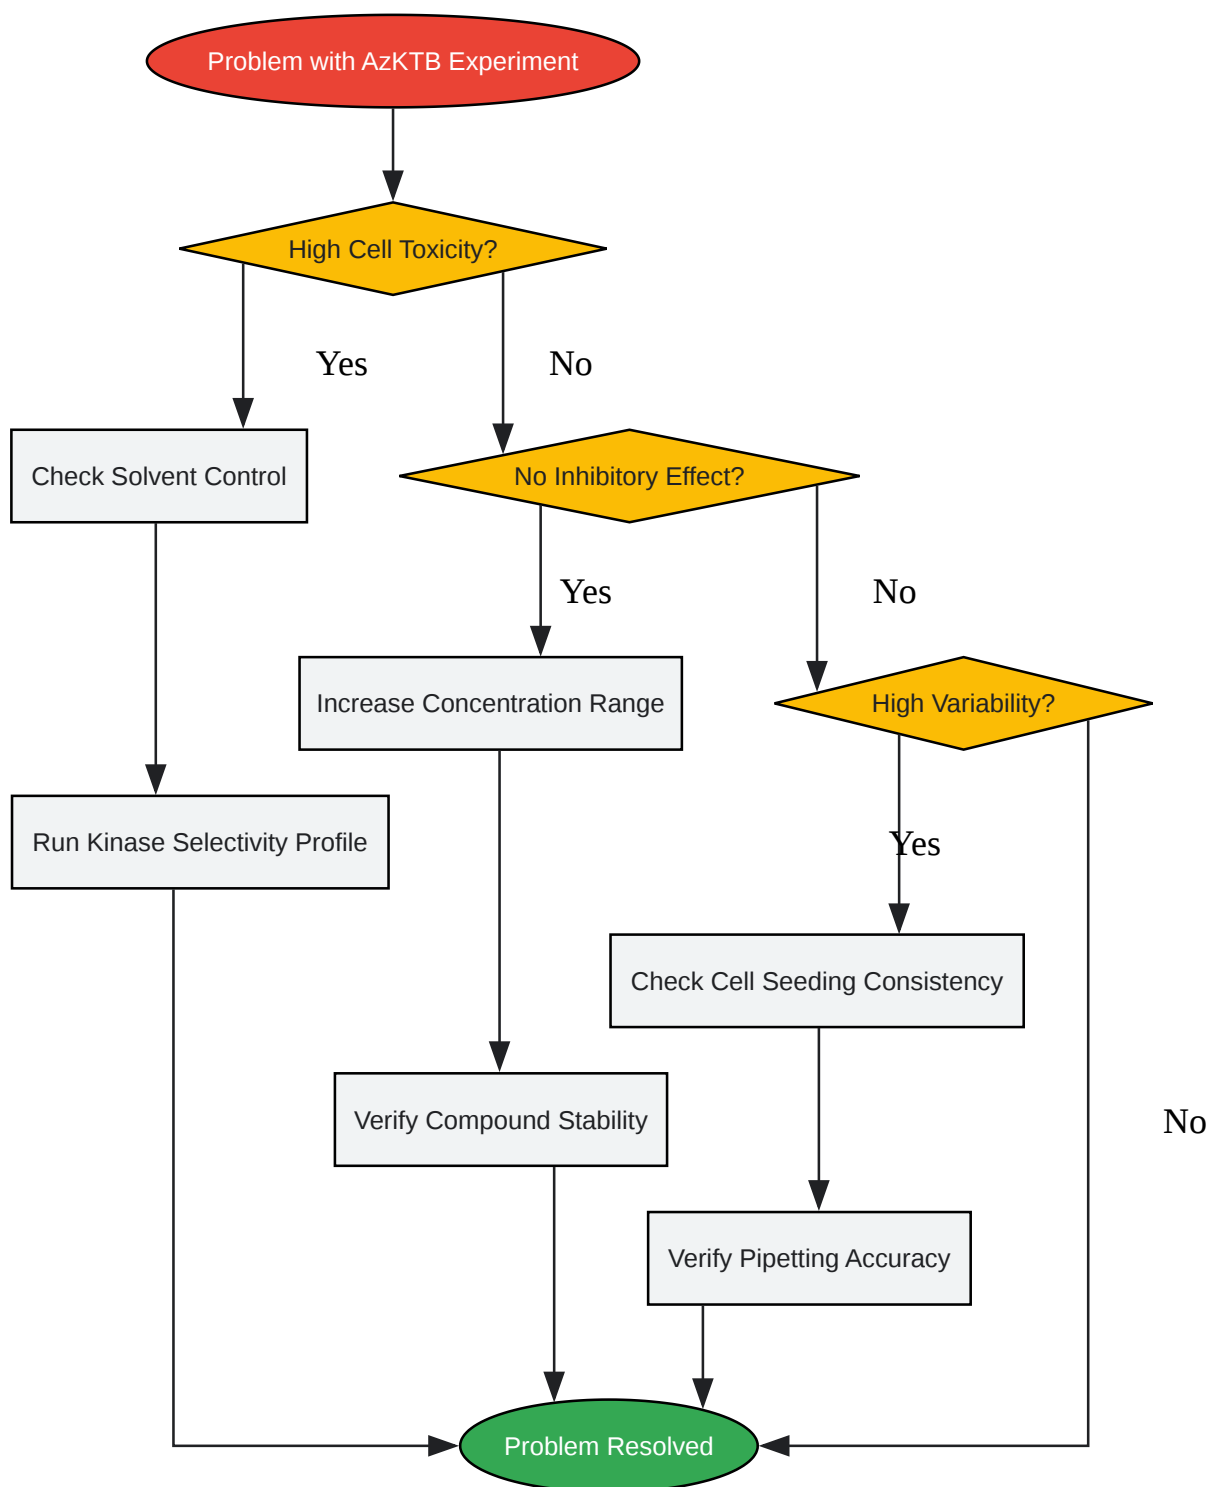 Problem with AzKTB Experiment
High Cell Toxicity?
Yes
No
Check Solvent Control
No Inhibitory Effect?
Yes
No
Increase Concentration Range
High Variability?
Run Kinase Selectivity Profile
Yes
Check Cell Seeding Consistency
Verify Compound Stability
No
Verify Pipetting Accuracy
Problem Resolved